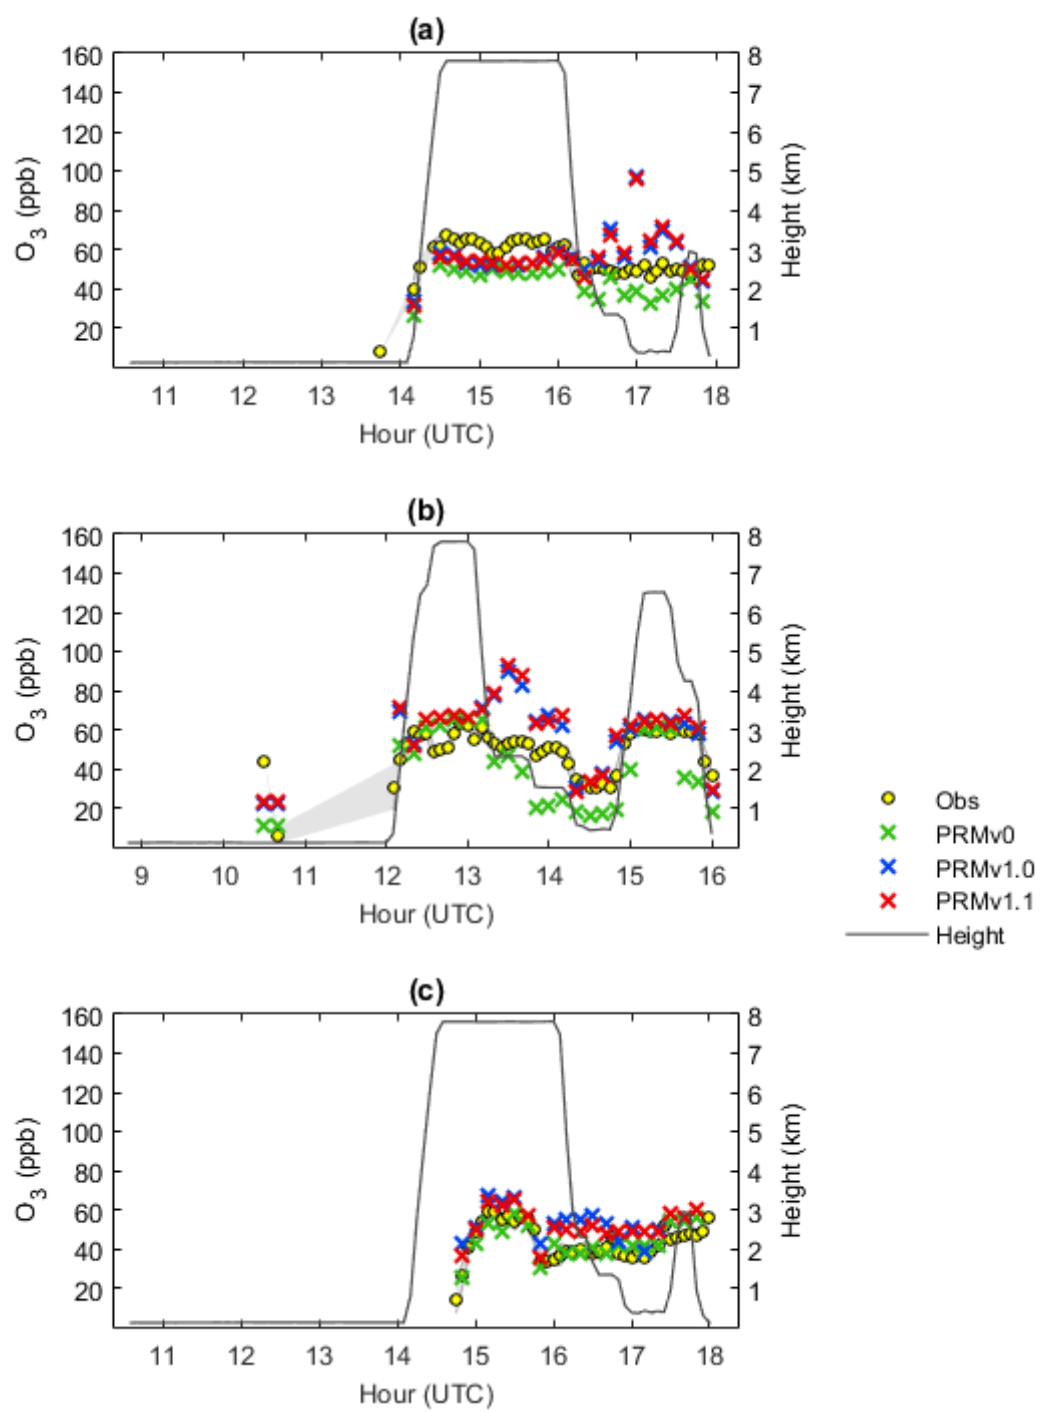 (a)
160 8
140 7
120 6
100 5
80 4
60 3
40 2
20 1
O3 (ppb)
Height (km)
11 12 13 14 15 16 17 18
Hour (UTC)
(b)
160 8
140 7
120 6
100 5
80 4
60 3
40 2
20 1
O3 (ppb)
Height (km)
9 10 11 12 13 14 15 16
Hour (UTC)
Obs
PRMv0
PRMv1.0
PRMv1.1
Height
(c)
160 8
140 7
120 6
100 5
80 4
60 3
40 2
20 1
O3 (ppb)
Height (km)
11 12 13 14 15 16 17 18
Hour (UTC)